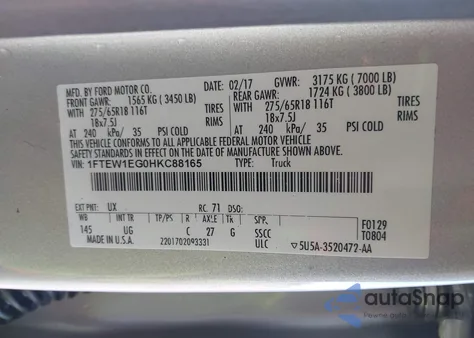 MFD. BY FORD MOTOR CO. DATE: 02/17 GVWR: 3175 KG (7000 LB)
FRONT GAWR: 1565 KG (3450 LB) REAR GAWR: 1724 KG (3800 LB)
WITH 275/65R18 116T TIRES WITH 275/65R18 116T TIRES
18x7.5J RIMS 18x7.5J RIMS
AT 240 kPa/ 35 PSI COLD AT 240 kPa/ 35 PSI COLD
THIS VEHICLE CONFORMS TO ALL APPLICABLE FEDERAL MOTOR VEHICLE
SAFETY STANDARDS IN EFFECT ON THE DATE OF MANUFACTURE SHOWN ABOVE.
VIN: 1FTEW1EG0HKC88165 TYPE: Truck
EXT PNT: UX RC: 71 DSO:
WB INT TR TP/PS R AXLE TR SPR F0129
145 UG C 27 G SSCC T0804
MADE IN U.S.A. 2201702093331 ULC ▽5U5A-3520472-AA
autoShap